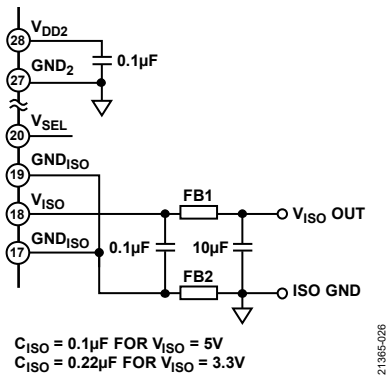 28 VDD2
0.1µF
27 GND2
20 VSEL
19 GNDISO
18 VISO
FB1
VISO OUT
17 GNDISO
0.1µF
10µF
FB2
ISO GND
CISO = 0.1µF FOR VISO = 5V
CISO = 0.22µF FOR VISO = 3.3V
21365-026